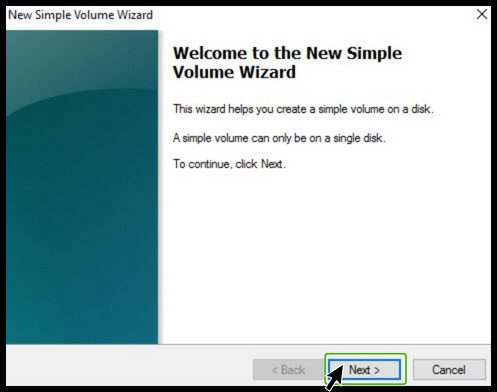 New Simple Volume Wizard
Welcome to the New Simple
Volume Wizard
This wizard helps you create a simple volume on a disk.
A simple volume can only be on a single disk.
To continue, click Next.
< Back
Next >
Cancel